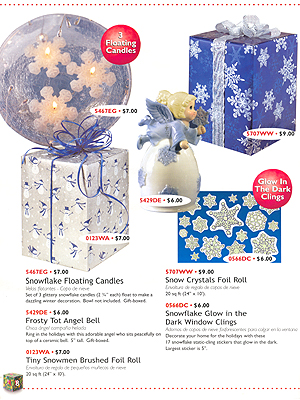 3
Floating
Candles
5467EG • $7.00
5707WW • $9.00
5429DE • $6.00
Glow In
The Dark
Clings
0123WA • $7.00
0566DC • $6.00
5467EG • $7.00
Snowflake Floating Candles
Velas flotantes - Copo de nieve
Set of 3 glittery snowflake candles (2 ¾" each) float to make a
dazzling winter decoration. Bowl not included. Gift-boxed.
5429DE • $6.00
Frosty Tot Angel Bell
Chica ángel campaña helada
Ring in the holidays with this adorable angel who sits peacefully on
top of a ceramic bell. 5" tall. Gift-boxed.
0123WA • $7.00
Tiny Snowmen Brushed Foil Roll
Envoltura de regalo de pequeños muñecos de nieve
20 sq ft (24" x 10').
5707WW • $9.00
Snow Crystals Foil Roll
Envoltura de regalo de copos de nieve
20 sq ft (24" x 10').
0566DC • $6.00
Snowflake Glow in the
Dark Window Clings
Adornos de copos de nieve fosforescentes para colgar en la ventana
Decorate your home for the holidays with these
17 snowflake static-cling stickers that glow in the dark.
Largest sticker is 5".
8